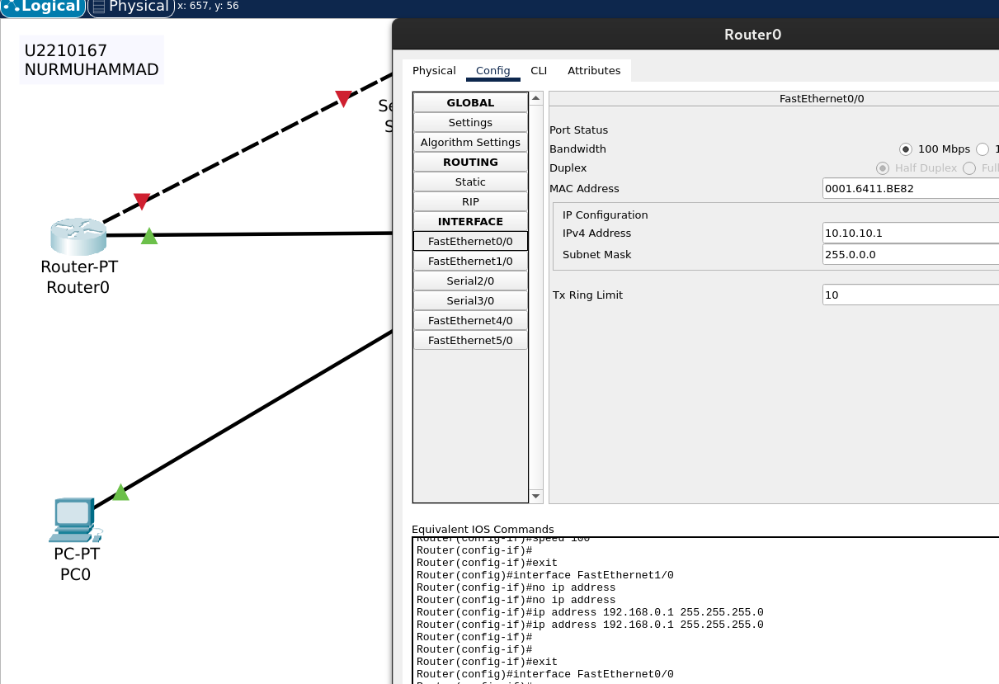 Logical Physical x: 657, y: 56
U2210167
NURMUHAMMAD
Router-PT
Router0
PC-PT
PC0
Router0
Physical Config CLI Attributes
GLOBAL
Settings
Algorithm Settings
ROUTING
Static
RIP
INTERFACE
FastEthernet0/0
FastEthernet1/0
Serial2/0
Serial3/0
FastEthernet4/0
FastEthernet5/0
FastEthernet0/0
Port Status
Bandwidth 100 Mbps
Duplex Half Duplex
MAC Address 0001.6411.BE82
IP Configuration
IPv4 Address 10.10.10.1
Subnet Mask 255.0.0.0
Tx Ring Limit 10
Equivalent IOS Commands
Router(config-if)#speed 100
Router(config-if)#
Router(config-if)#exit
Router(config)#interface FastEthernet1/0
Router(config-if)#no ip address
Router(config-if)#no ip address
Router(config-if)#ip address 192.168.0.1 255.255.255.0
Router(config-if)#ip address 192.168.0.1 255.255.255.0
Router(config-if)#
Router(config-if)#
Router(config-if)#exit
Router(config)#interface FastEthernet0/0